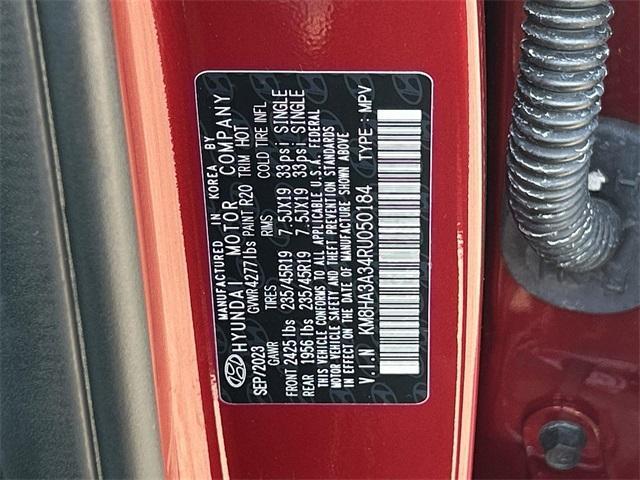 MANUFACTURED IN KOREA BY
HYUNDAI MOTOR COMPANY
SEP/2023 GVWR 4277 lbs PAINT R2O TRIM HOT
GAWR TIRES RIMS COLD TIRE INFL.
FRONT 2425 lbs 235/45R19 7.5JX19 33psi SINGLE
REAR 1956 lbs 235/45R19 7.5JX19 33psi SINGLE
THIS VEHICLE CONFORMS TO ALL APPLICABLE U.S.A. FEDERAL
MOTOR VEHICLE SAFETY AND THEFT PREVENTION STANDARDS
IN EFFECT ON THE DATE OF MANUFACTURE SHOWN ABOVE.
V.I.N KM8HA3A34RU050184 TYPE : MPV